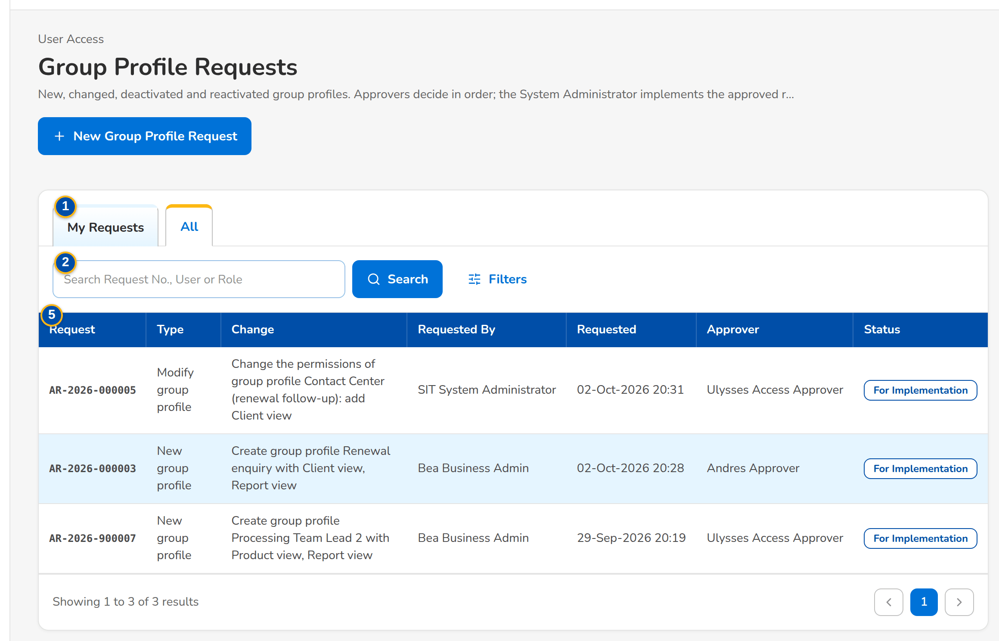 User Access
Group Profile Requests
New, changed, deactivated and reactivated group profiles. Approvers decide in order; the System Administrator implements the approved r...
+ New Group Profile Request
1
My Requests
All
2
Search Request No., User or Role
Search
Filters
5
Request
Type
Change
Requested By
Requested
Approver
Status
AR-2026-000005
Modify
group
profile
Change the permissions of
group profile Contact Center
(renewal follow-up): add
Client view
SIT System Administrator
02-Oct-2026 20:31
Ulysses Access Approver
For Implementation
AR-2026-000003
New
group
profile
Create group profile Renewal
enquiry with Client view,
Report view
Bea Business Admin
02-Oct-2026 20:28
Andres Approver
For Implementation
AR-2026-900007
New
group
profile
Create group profile
Processing Team Lead 2 with
Product view, Report view
Bea Business Admin
29-Sep-2026 20:19
Ulysses Access Approver
For Implementation
Showing 1 to 3 of 3 results
1